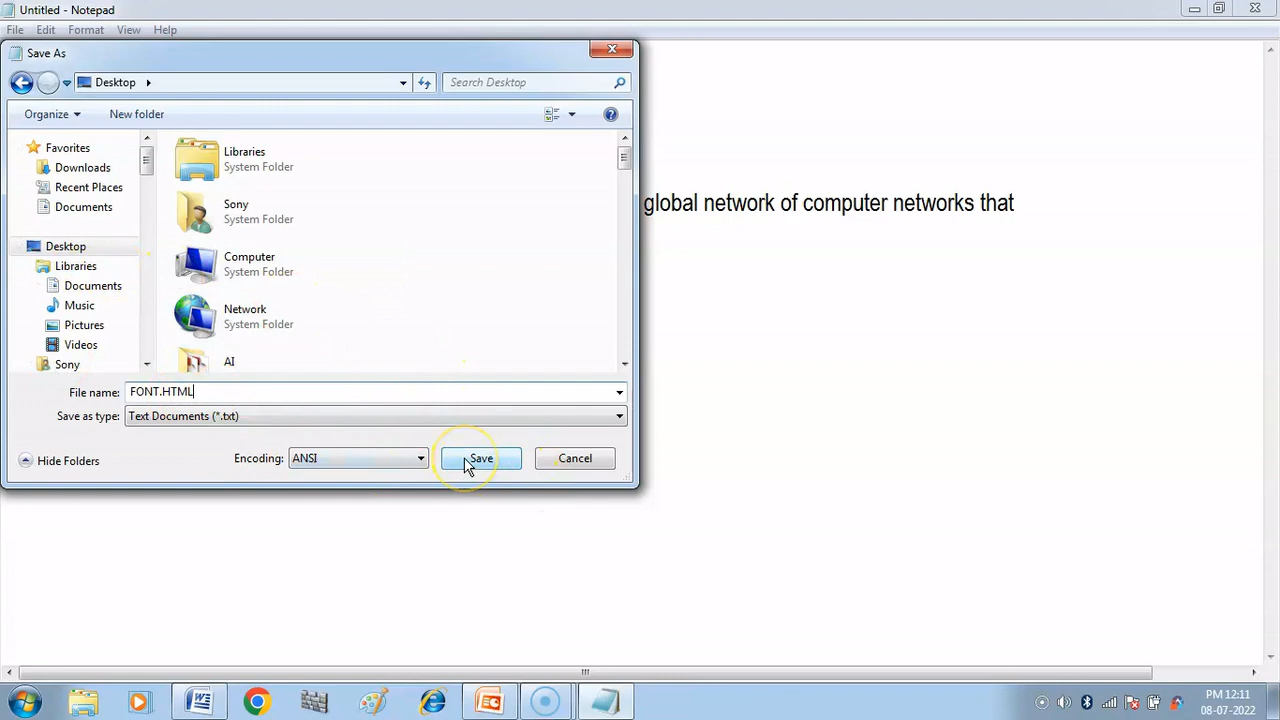 Untitled - Notepad
File Edit Format View Help
Save As
Desktop
Search Desktop
Organize New folder
Favorites
Downloads
Recent Places
Documents
Desktop
Libraries
Documents
Music
Pictures
Videos
Sony
Libraries
System Folder
Sony
System Folder
Computer
System Folder
Network
System Folder
AI
global network of computer networks that
File name: FONT.HTML
Save as type: Text Documents (*.txt)
Hide Folders Encoding: ANSI Save Cancel
PM 12:11
08-07-2022